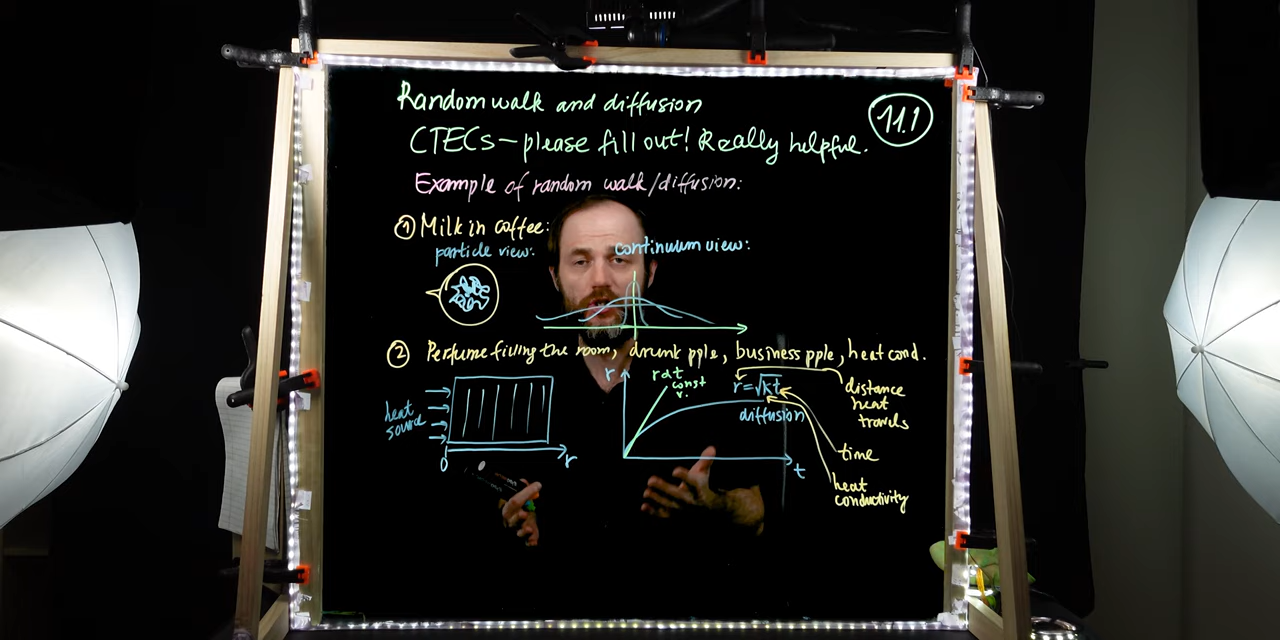 Random walk and diffusion
11.1
CTECs - please fill out! Really helpful.
Example of random walk/diffusion:
① Milk in coffee:
particle view:
continuum view:
② Perfume filling the room, drunk pple, business pple, heat cond.
heat source
0
r
r
r∝t
const v.
r=√kt
diffusion
t
distance
heat
travels
time
heat
conductivity